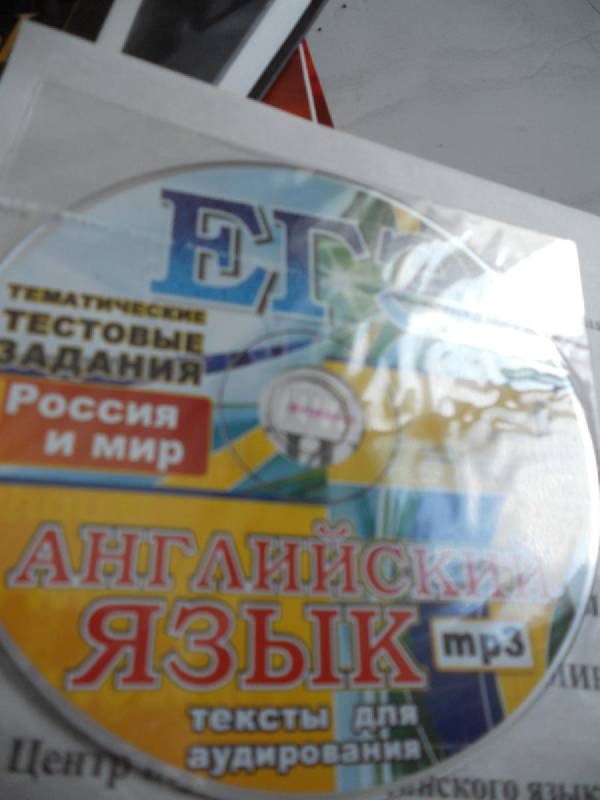 ЕГЭ
ТЕМАТИЧЕСКИЕ
ТЕСТОВЫЕ
ЗАДАНИЯ
Россия
и мир
АНГЛИЙСКИЙ
ЯЗЫК
mp3
тексты для
аудирования
Центр